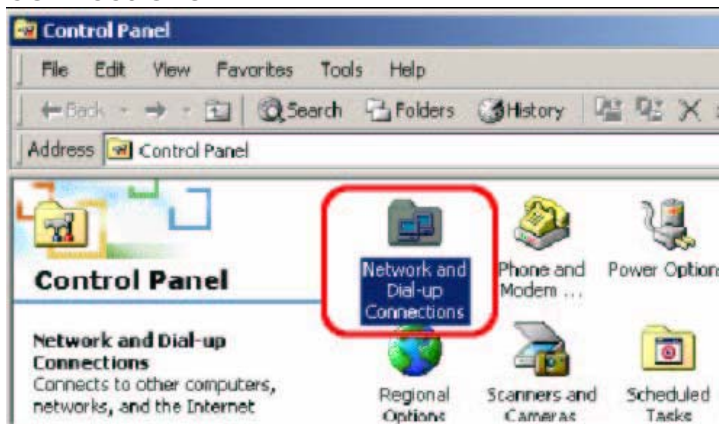 Control Panel
File Edit View Favorites Tools Help
Back Search Folders History
Address Control Panel
Control Panel
Network and Dial-up
Connections
Connects to other computers,
networks, and the Internet
Network and
Dial-up
Connections
Phone and
Modem ...
Power Option
Regional
Options
Scanners and
Cameras
Scheduled
Tasks